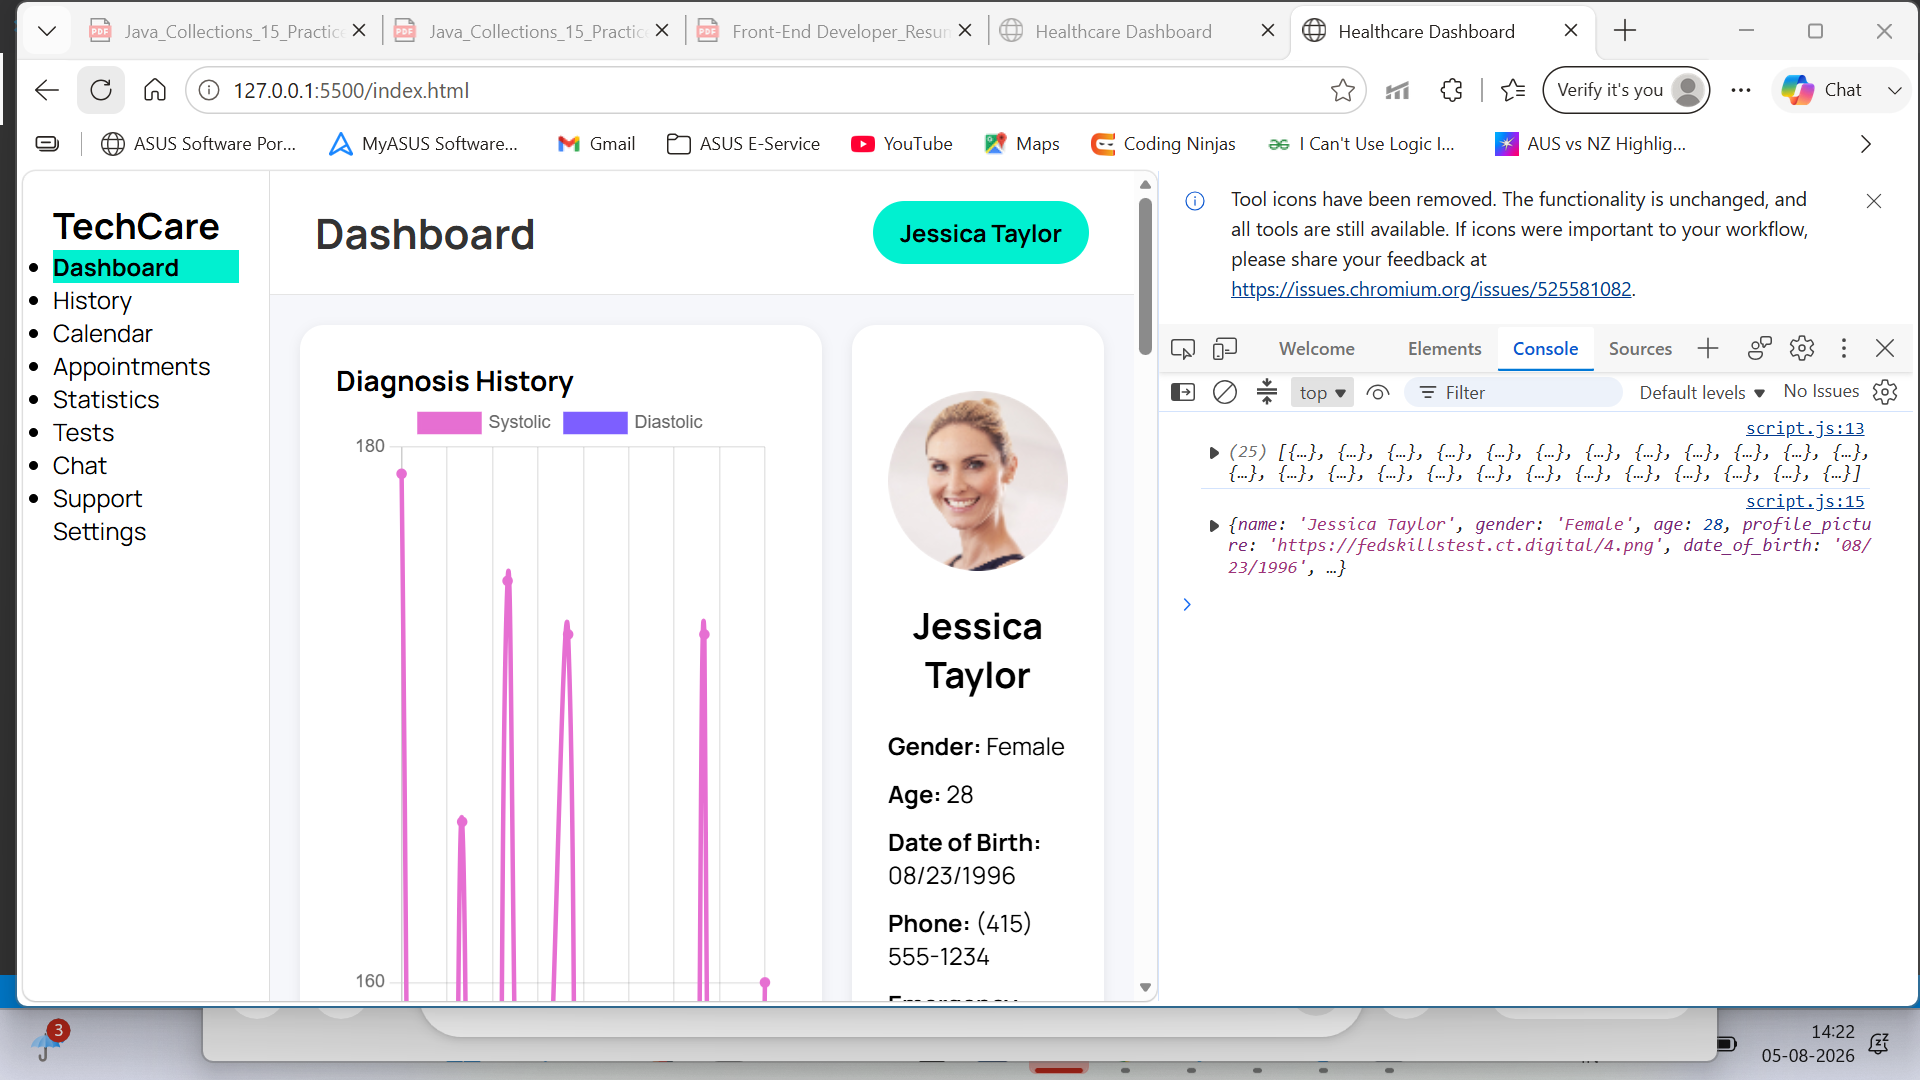 Java_Collections_15_Practice
Java_Collections_15_Practice
Front-End Developer_Resum
Healthcare Dashboard
Healthcare Dashboard
127.0.0.1:5500/index.html
Verify it's you
Chat
ASUS Software Por...
MyASUS Software...
Gmail
ASUS E-Service
YouTube
Maps
Coding Ninjas
I Can't Use Logic I...
AUS vs NZ Highlig...
TechCare
Dashboard
History
Calendar
Appointments
Statistics
Tests
Chat
Support
Settings
Dashboard
Jessica Taylor
Diagnosis History
Systolic
Diastolic
180
160
Jessica
Taylor
Gender: Female
Age: 28
Date of Birth:
08/23/1996
Phone: (415)
555-1234
Tool icons have been removed. The functionality is unchanged, and
all tools are still available. If icons were important to your workflow,
please share your feedback at
https://issues.chromium.org/issues/525581082.
Welcome
Elements
Console
Sources
top
Filter
Default levels
No Issues
script.js:13
(25) [{…}, {…}, {…}, {…}, {…}, {…}, {…}, {…}, {…}, {…}, {…}, {…},
{…}, {…}, {…}, {…}, {…}, {…}, {…}, {…}, {…}, {…}, {…}, {…}, {…}]
script.js:15
{name: 'Jessica Taylor', gender: 'Female', age: 28, profile_pictu
re: 'https://fedskillstest.ct.digital/4.png', date_of_birth: '08/
23/1996', …}
3
14:22
05-08-2026